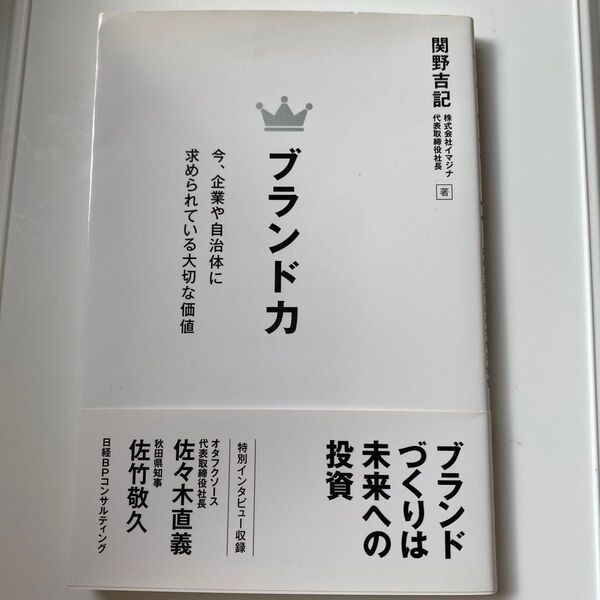 関野吉記
株式会社イマジナ
代表取締役社長
著
ブランド力
今、企業や自治体に
求められている大切な価値
ブランド
づくりは
未来への
投資
特別インタビュー収録
オタフクソース
代表取締役社長
佐々木直義
秋田県知事
佐竹敬久
日経BPコンサルティング